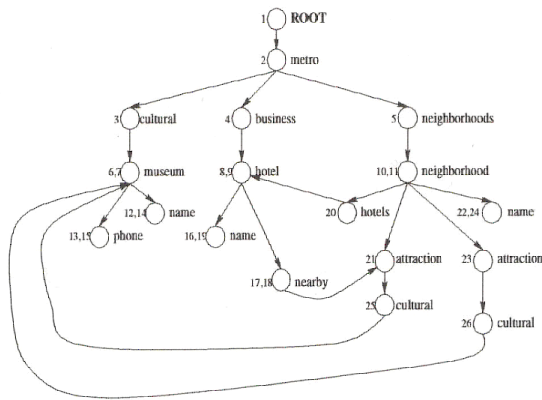 1 ROOT
2 metro
3 cultural 4 business 5 neighborhoods
6,7 museum 8,9 hotel 10,11 neighborhood
12,14 name 20 hotels 22,24 name
13,15 phone 16,19 name
21 attraction 23 attraction
17,18 nearby
25 cultural
26 cultural